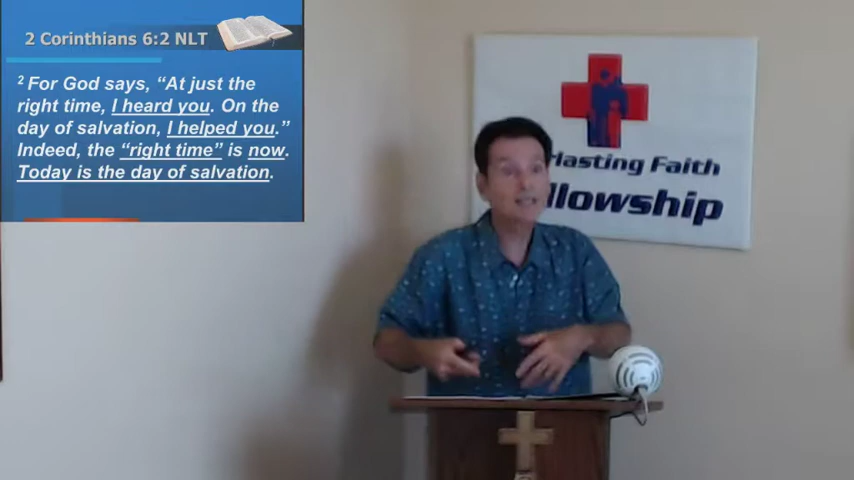 2 Corinthians 6:2 NLT
2 For God says, “At just the
right time, I heard you. On the
day of salvation, I helped you.”
Indeed, the “right time” is now.
Today is the day of salvation.
Hasting Faith
llowship